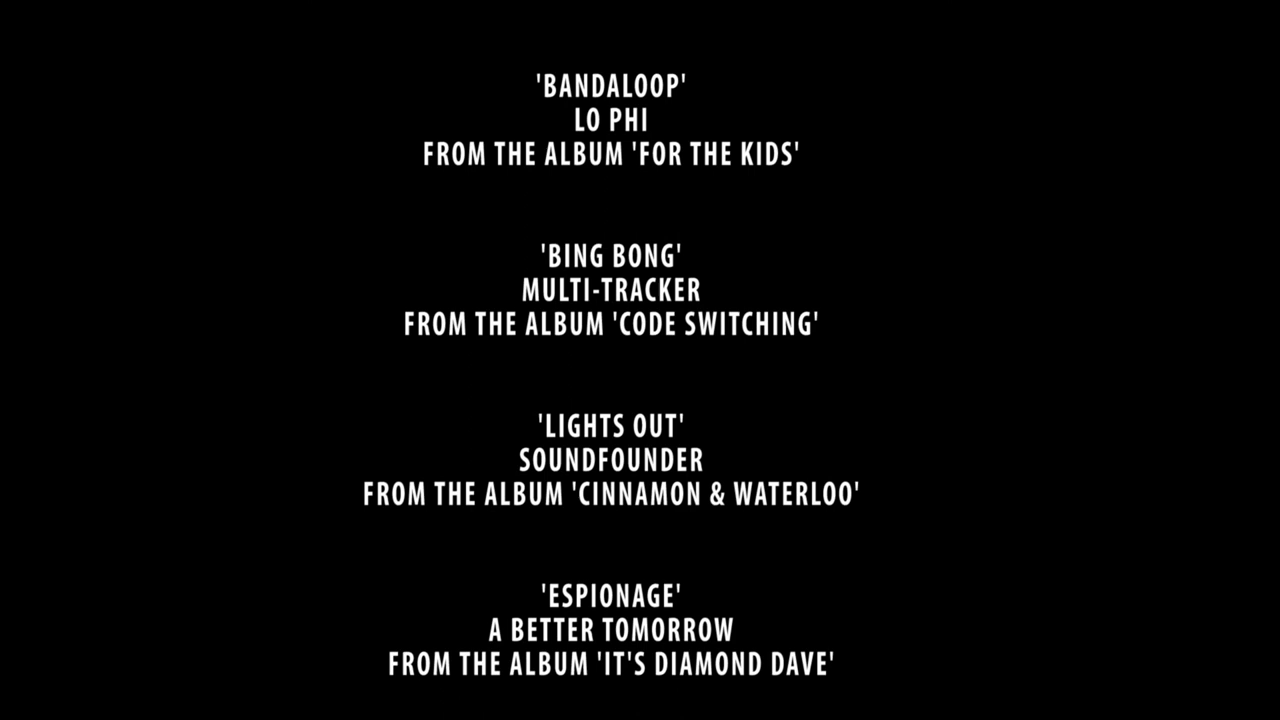 'BANDALOOP'
LO PHI
FROM THE ALBUM 'FOR THE KIDS'
'BING BONG'
MULTI-TRACKER
FROM THE ALBUM 'CODE SWITCHING'
'LIGHTS OUT'
SOUNDFOUNDER
FROM THE ALBUM 'CINNAMON & WATERLOO'
'ESPIONAGE'
A BETTER TOMORROW
FROM THE ALBUM 'IT'S DIAMOND DAVE'